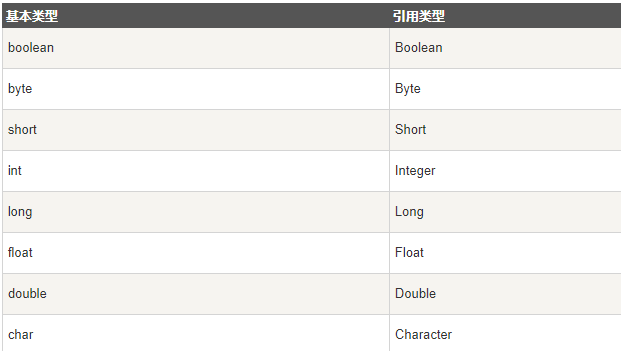 基本类型 引用类型
boolean Boolean
byte Byte
short Short
int Integer
long Long
float Float
double Double
char Character